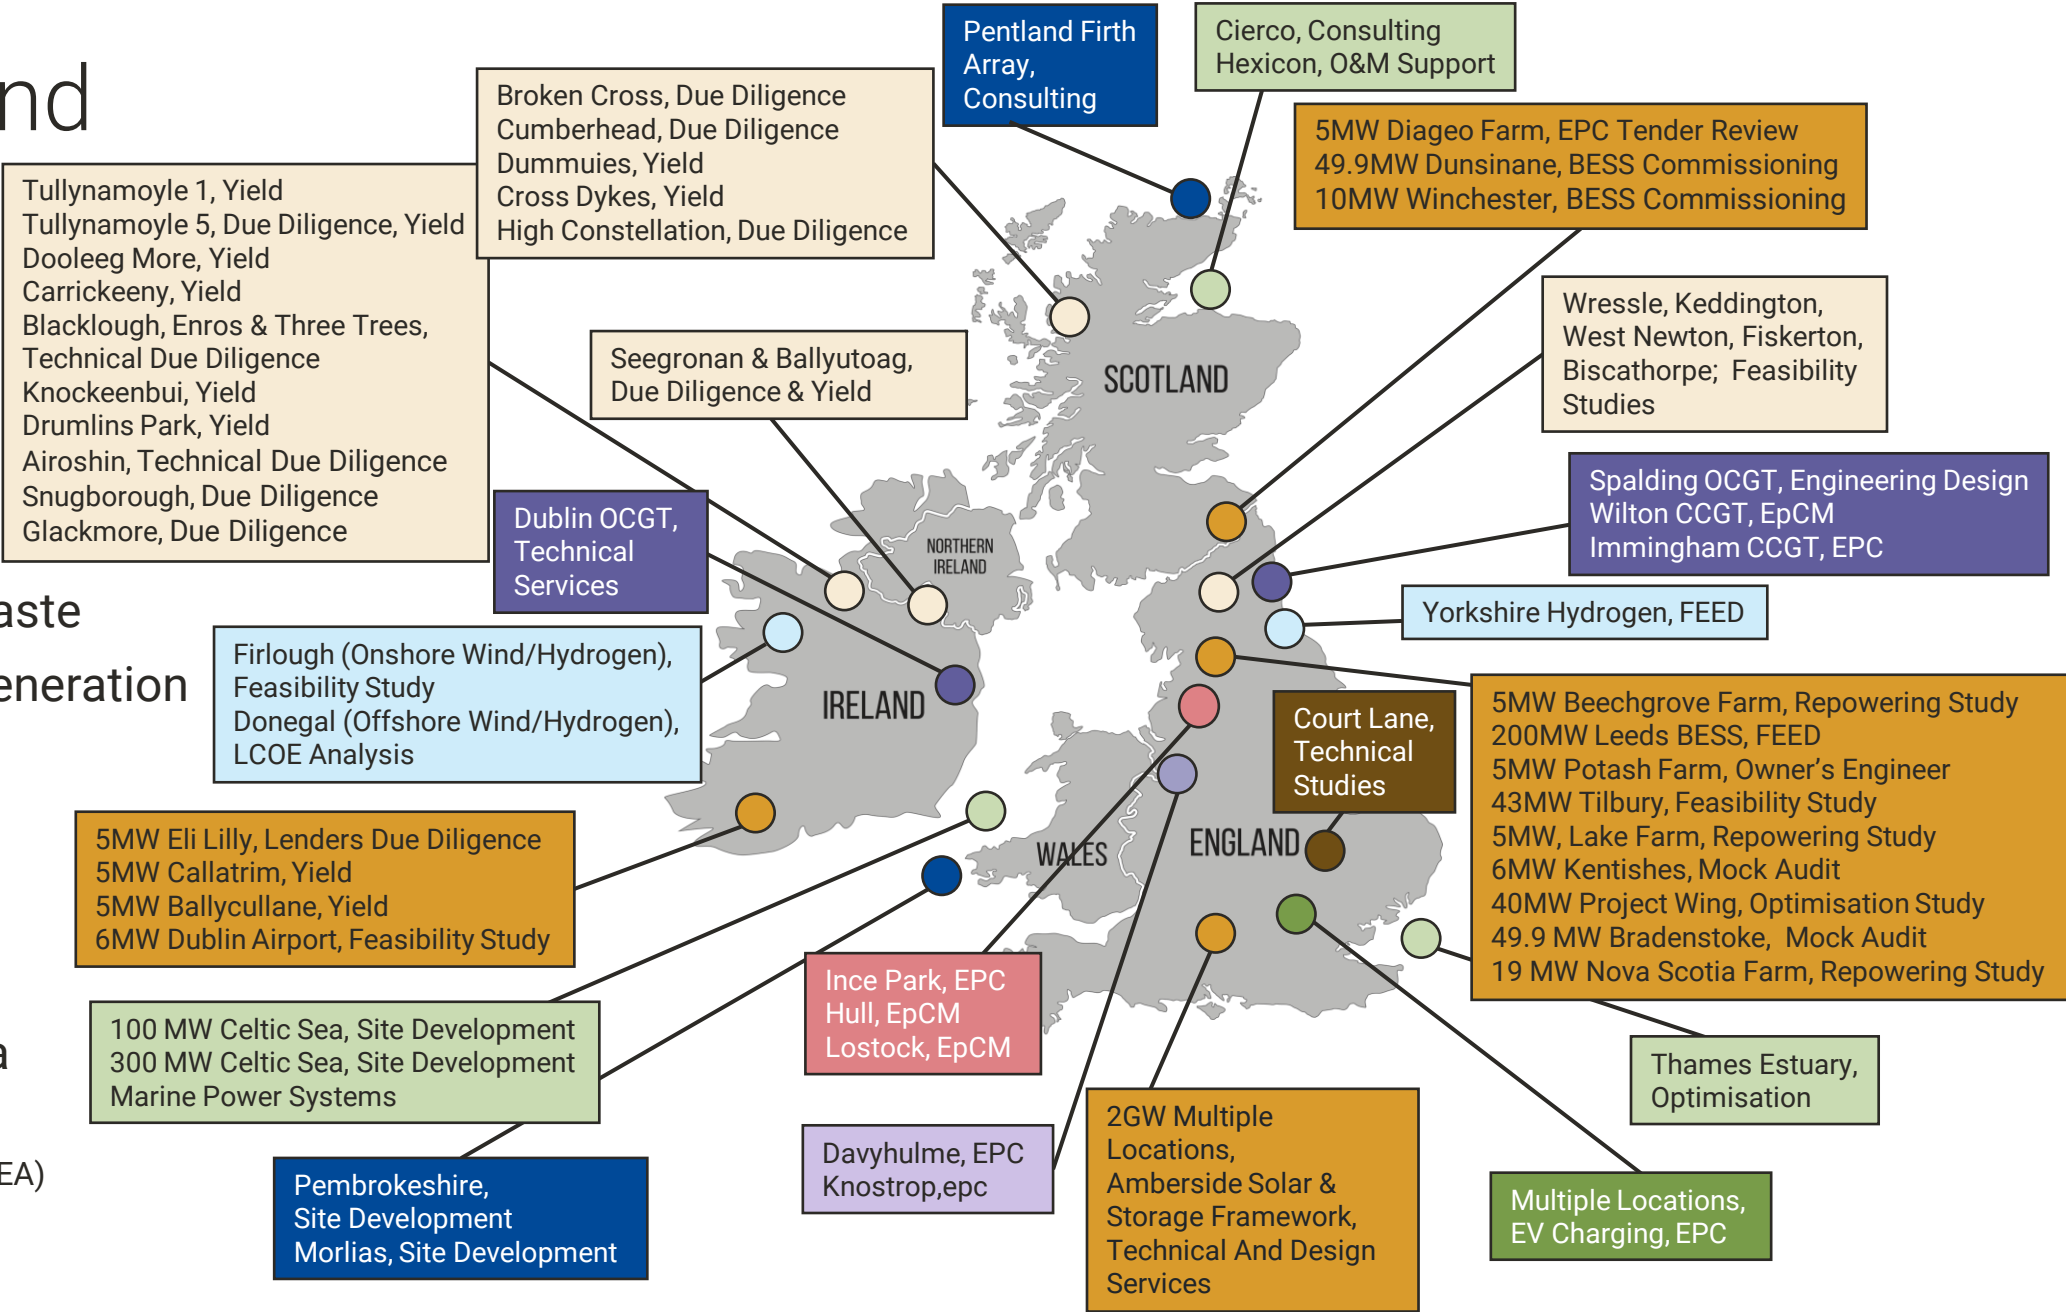 nd
Pentland Firth
Array,
Consulting
Cierco, Consulting
Hexicon, O&M Support
Broken Cross, Due Diligence
Cumberhead, Due Diligence
Dummuies, Yield
Cross Dykes, Yield
High Constellation, Due Diligence
5MW Diageo Farm, EPC Tender Review
49.9MW Dunsinane, BESS Commissioning
10MW Winchester, BESS Commissioning
Tullynamoyle 1, Yield
Tullynamoyle 5, Due Diligence, Yield
Dooleeg More, Yield
Carrickeeny, Yield
Blacklough, Enros & Three Trees,
Technical Due Diligence
Knockeenbui, Yield
Drumlins Park, Yield
Airoshin, Technical Due Diligence
Snugborough, Due Diligence
Glackmore, Due Diligence
Seegronan & Ballyutoag,
Due Diligence & Yield
Wressle, Keddington,
West Newton, Fiskerton,
Biscathorpe; Feasibility
Studies
SCOTLAND
Spalding OCGT, Engineering Design
Wilton CCGT, EpCM
Immingham CCGT, EPC
Dublin OCGT,
Technical
Services
NORTHERN
IRELAND
aste
eneration
Yorkshire Hydrogen, FEED
Firlough (Onshore Wind/Hydrogen),
Feasibility Study
Donegal (Offshore Wind/Hydrogen),
LCOE Analysis
IRELAND
Court Lane,
Technical
Studies
5MW Beechgrove Farm, Repowering Study
200MW Leeds BESS, FEED
5MW Potash Farm, Owner’s Engineer
43MW Tilbury, Feasibility Study
5MW, Lake Farm, Repowering Study
6MW Kentishes, Mock Audit
40MW Project Wing, Optimisation Study
49.9 MW Bradenstoke, Mock Audit
19 MW Nova Scotia Farm, Repowering Study
5MW Eli Lilly, Lenders Due Diligence
5MW Callatrim, Yield
5MW Ballycullane, Yield
6MW Dublin Airport, Feasibility Study
WALES
ENGLAND
Ince Park, EPC
Hull, EpCM
Lostock, EpCM
100 MW Celtic Sea, Site Development
300 MW Celtic Sea, Site Development
Marine Power Systems
a
Thames Estuary,
Optimisation
EA)
Pembrokeshire,
Site Development
Morlias, Site Development
Davyhulme, EPC
Knostrop,epc
2GW Multiple
Locations,
Amberside Solar &
Storage Framework,
Technical And Design
Services
Multiple Locations,
EV Charging, EPC